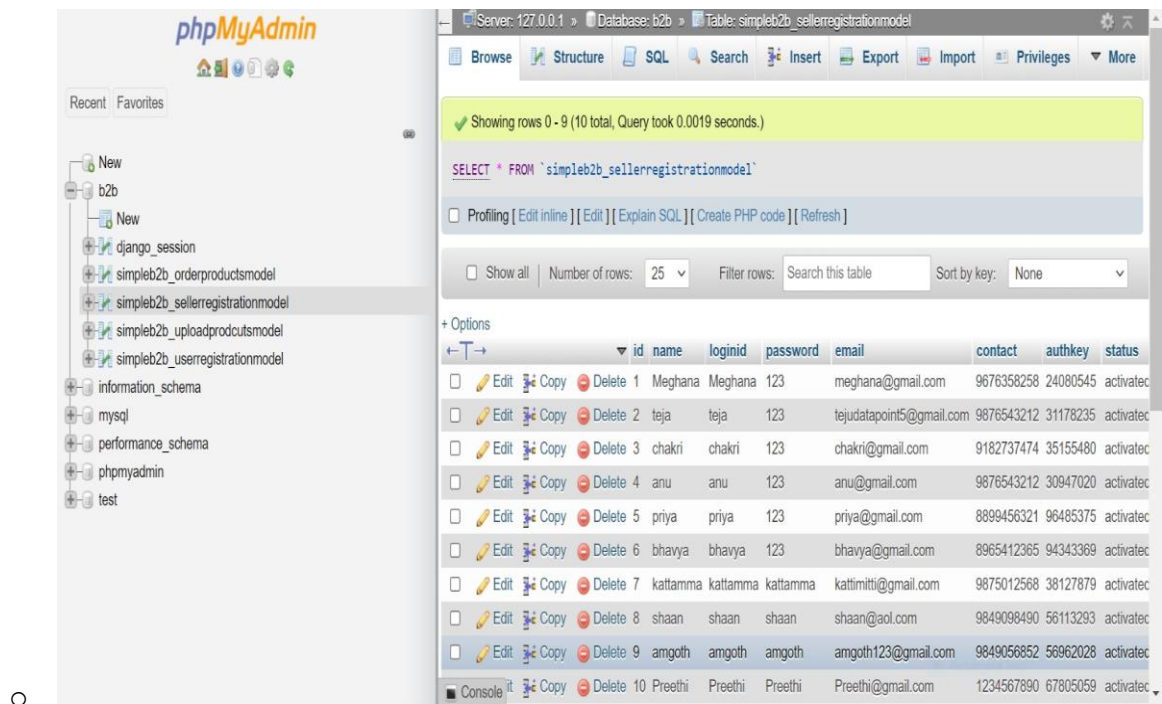 phpMyAdmin
Recent Favorites
New
b2b
New
django_session
simpleb2b_orderproductsmodel
simpleb2b_sellerregistrationmodel
simpleb2b_uploadprodcutsmodel
simpleb2b_userregistrationmodel
information_schema
mysql
performance_schema
phpmyadmin
test
Server: 127.0.0.1 » Database: b2b » Table: simpleb2b_sellerregistrationmodel
Browse Structure SQL Search Insert Export Import Privileges More
Showing rows 0 - 9 (10 total, Query took 0.0019 seconds.)
SELECT * FROM `simpleb2b_sellerregistrationmodel`
Profiling [ Edit inline ] [ Edit ] [ Explain SQL ] [ Create PHP code ] [ Refresh ]
Show all | Number of rows: 25 Filter rows: Search this table Sort by key: None
+ Options
←T→ id name loginid password email contact authkey status
Edit Copy Delete 1 Meghana Meghana 123 meghana@gmail.com 9676358258 24080545 activated
Edit Copy Delete 2 teja teja 123 tejudatapoint5@gmail.com 9876543212 31178235 activated
Edit Copy Delete 3 chakri chakri 123 chakri@gmail.com 9182737474 35155480 activated
Edit Copy Delete 4 anu anu 123 anu@gmail.com 9876543212 30947020 activated
Edit Copy Delete 5 priya priya 123 priya@gmail.com 8899456321 96485375 activated
Edit Copy Delete 6 bhavya bhavya 123 bhavya@gmail.com 8965412365 94343369 activated
Edit Copy Delete 7 kattamma kattamma kattamma kattimitti@gmail.com 9875012568 38127879 activated
Edit Copy Delete 8 shaan shaan shaan shaan@aol.com 9849098490 56113293 activated
Edit Copy Delete 9 amgoth amgoth amgoth amgoth123@gmail.com 9849056852 56962028 activated
Console it Copy Delete 10 Preethi Preethi Preethi Preethi@gmail.com 1234567890 67805059 activated